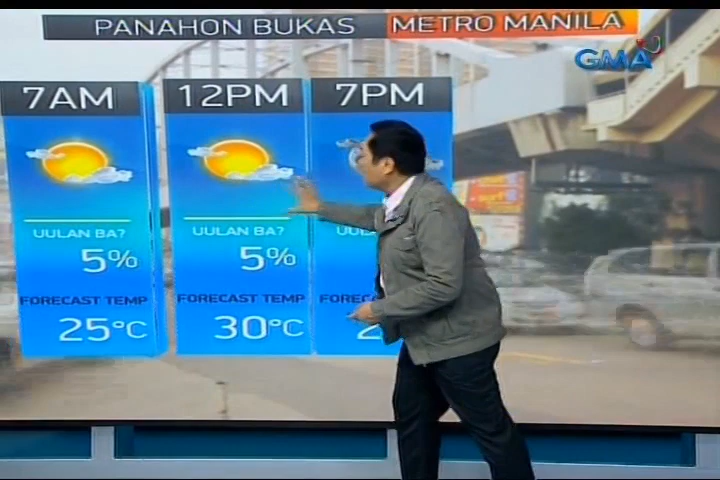 PANAHON BUKAS METRO MANILA
GMA
7AM 12PM 7PM
UULAN BA? UULAN BA?
5% 5%
FORECAST TEMP FORECAST TEMP
25°C 30°C